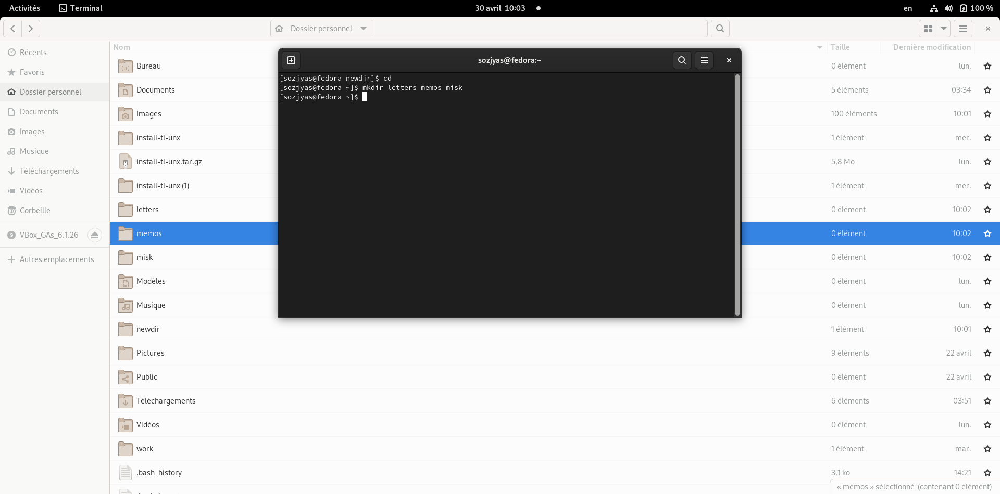 Activités Terminal 30 avril 10:03 en 100 %
Dossier personnel
Récents
Favoris
Dossier personnel
Documents
Images
Musique
Téléchargements
Vidéos
Corbeille
VBox_GAs_6.1.26
Autres emplacements
Nom Taille Dernière modification
Bureau 0 élément lun.
Documents 5 éléments 03:34
Images 100 éléments 10:01
install-tl-unx 1 élément mer.
install-tl-unx.tar.gz 5,8 Mo lun.
install-tl-unx (1) 1 élément mer.
letters 0 élément 10:02
memos 0 élément 10:02
misk 0 élément 10:02
Modèles 0 élément lun.
Musique 0 élément lun.
newdir 1 élément 10:01
Pictures 9 éléments 22 avril
Public 0 élément 22 avril
Téléchargements 6 éléments 03:51
Vidéos 0 élément lun.
work 1 élément mar.
.bash_history 3,1 ko 14:21
« memos » sélectionné (contenant 0 élément)
sozjyas@fedora:~
[sozjyas@fedora newdir]$ cd
[sozjyas@fedora ~]$ mkdir letters memos misk
[sozjyas@fedora ~]$